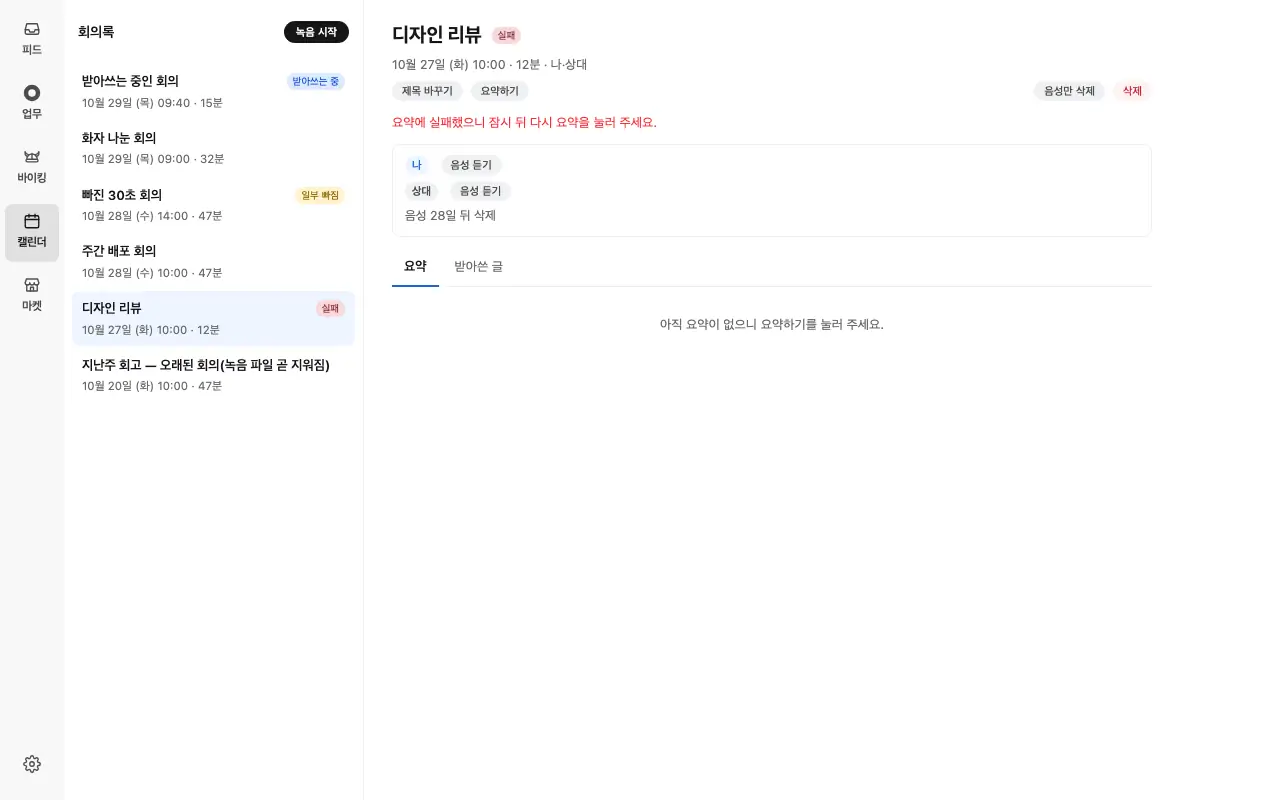 피드
업무
바이킹
캘린더
마켓
회의록
녹음 시작
받아쓰는 중인 회의
받아쓰는 중
10월 29일 (목) 09:40 · 15분
화자 나눈 회의
10월 29일 (목) 09:00 · 32분
빠진 30초 회의
일부 빠짐
10월 28일 (수) 14:00 · 47분
주간 배포 회의
10월 28일 (수) 10:00 · 47분
디자인 리뷰
실패
10월 27일 (화) 10:00 · 12분
지난주 회고 — 오래된 회의(녹음 파일 곧 지워짐)
10월 20일 (화) 10:00 · 47분
디자인 리뷰 실패
10월 27일 (화) 10:00 · 12분 · 나·상대
제목 바꾸기 요약하기 음성만 삭제 삭제
요약에 실패했으니 잠시 뒤 다시 요약을 눌러 주세요.
나 음성 듣기
상대 음성 듣기
음성 28일 뒤 삭제
요약 받아쓴 글
아직 요약이 없으니 요약하기를 눌러 주세요.